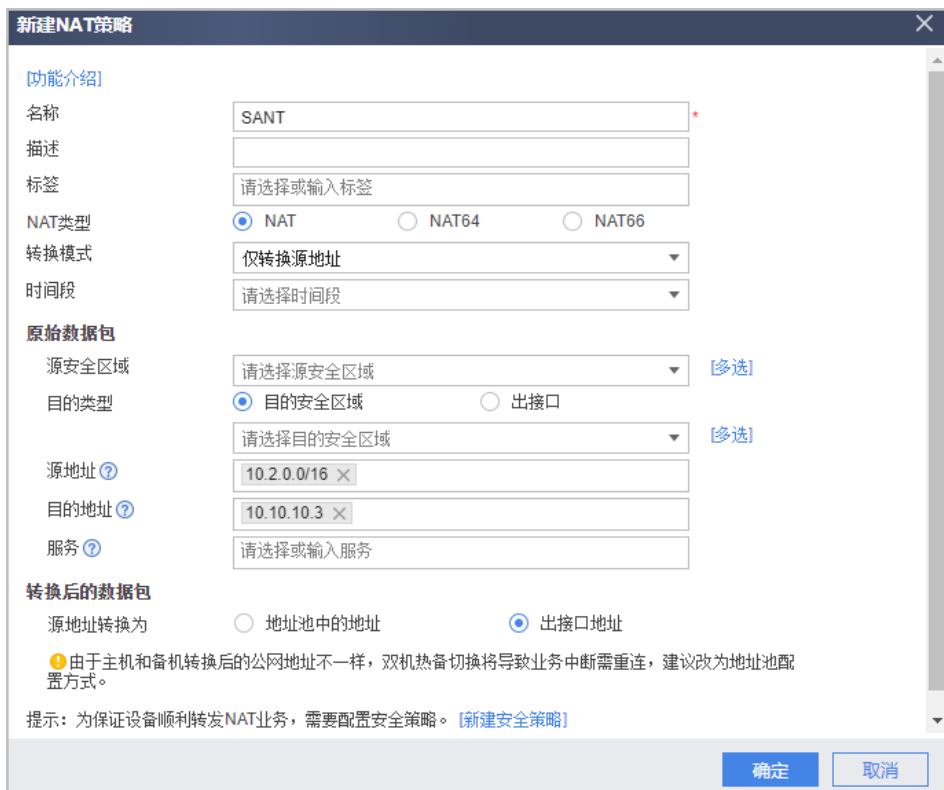 新建NAT策略
[功能介绍]
名称 SANT *
描述
标签 请选择或输入标签
NAT类型 NAT NAT64 NAT66
转换模式 仅转换源地址
时间段 请选择时间段
原始数据包
源安全区域 请选择源安全区域 [多选]
目的类型 目的安全区域 出接口
请选择目的安全区域 [多选]
源地址 ? 10.2.0.0/16 ×
目的地址 ? 10.10.10.3 ×
服务 ? 请选择或输入服务
转换后的数据包
源地址转换为 地址池中的地址 出接口地址
由于主机和备机转换后的公网地址不一样，双机热备切换将导致业务中断需重连，建议改为地址池配
置方式。
提示：为保证设备顺利转发NAT业务，需要配置安全策略。 [新建安全策略]
确定 取消